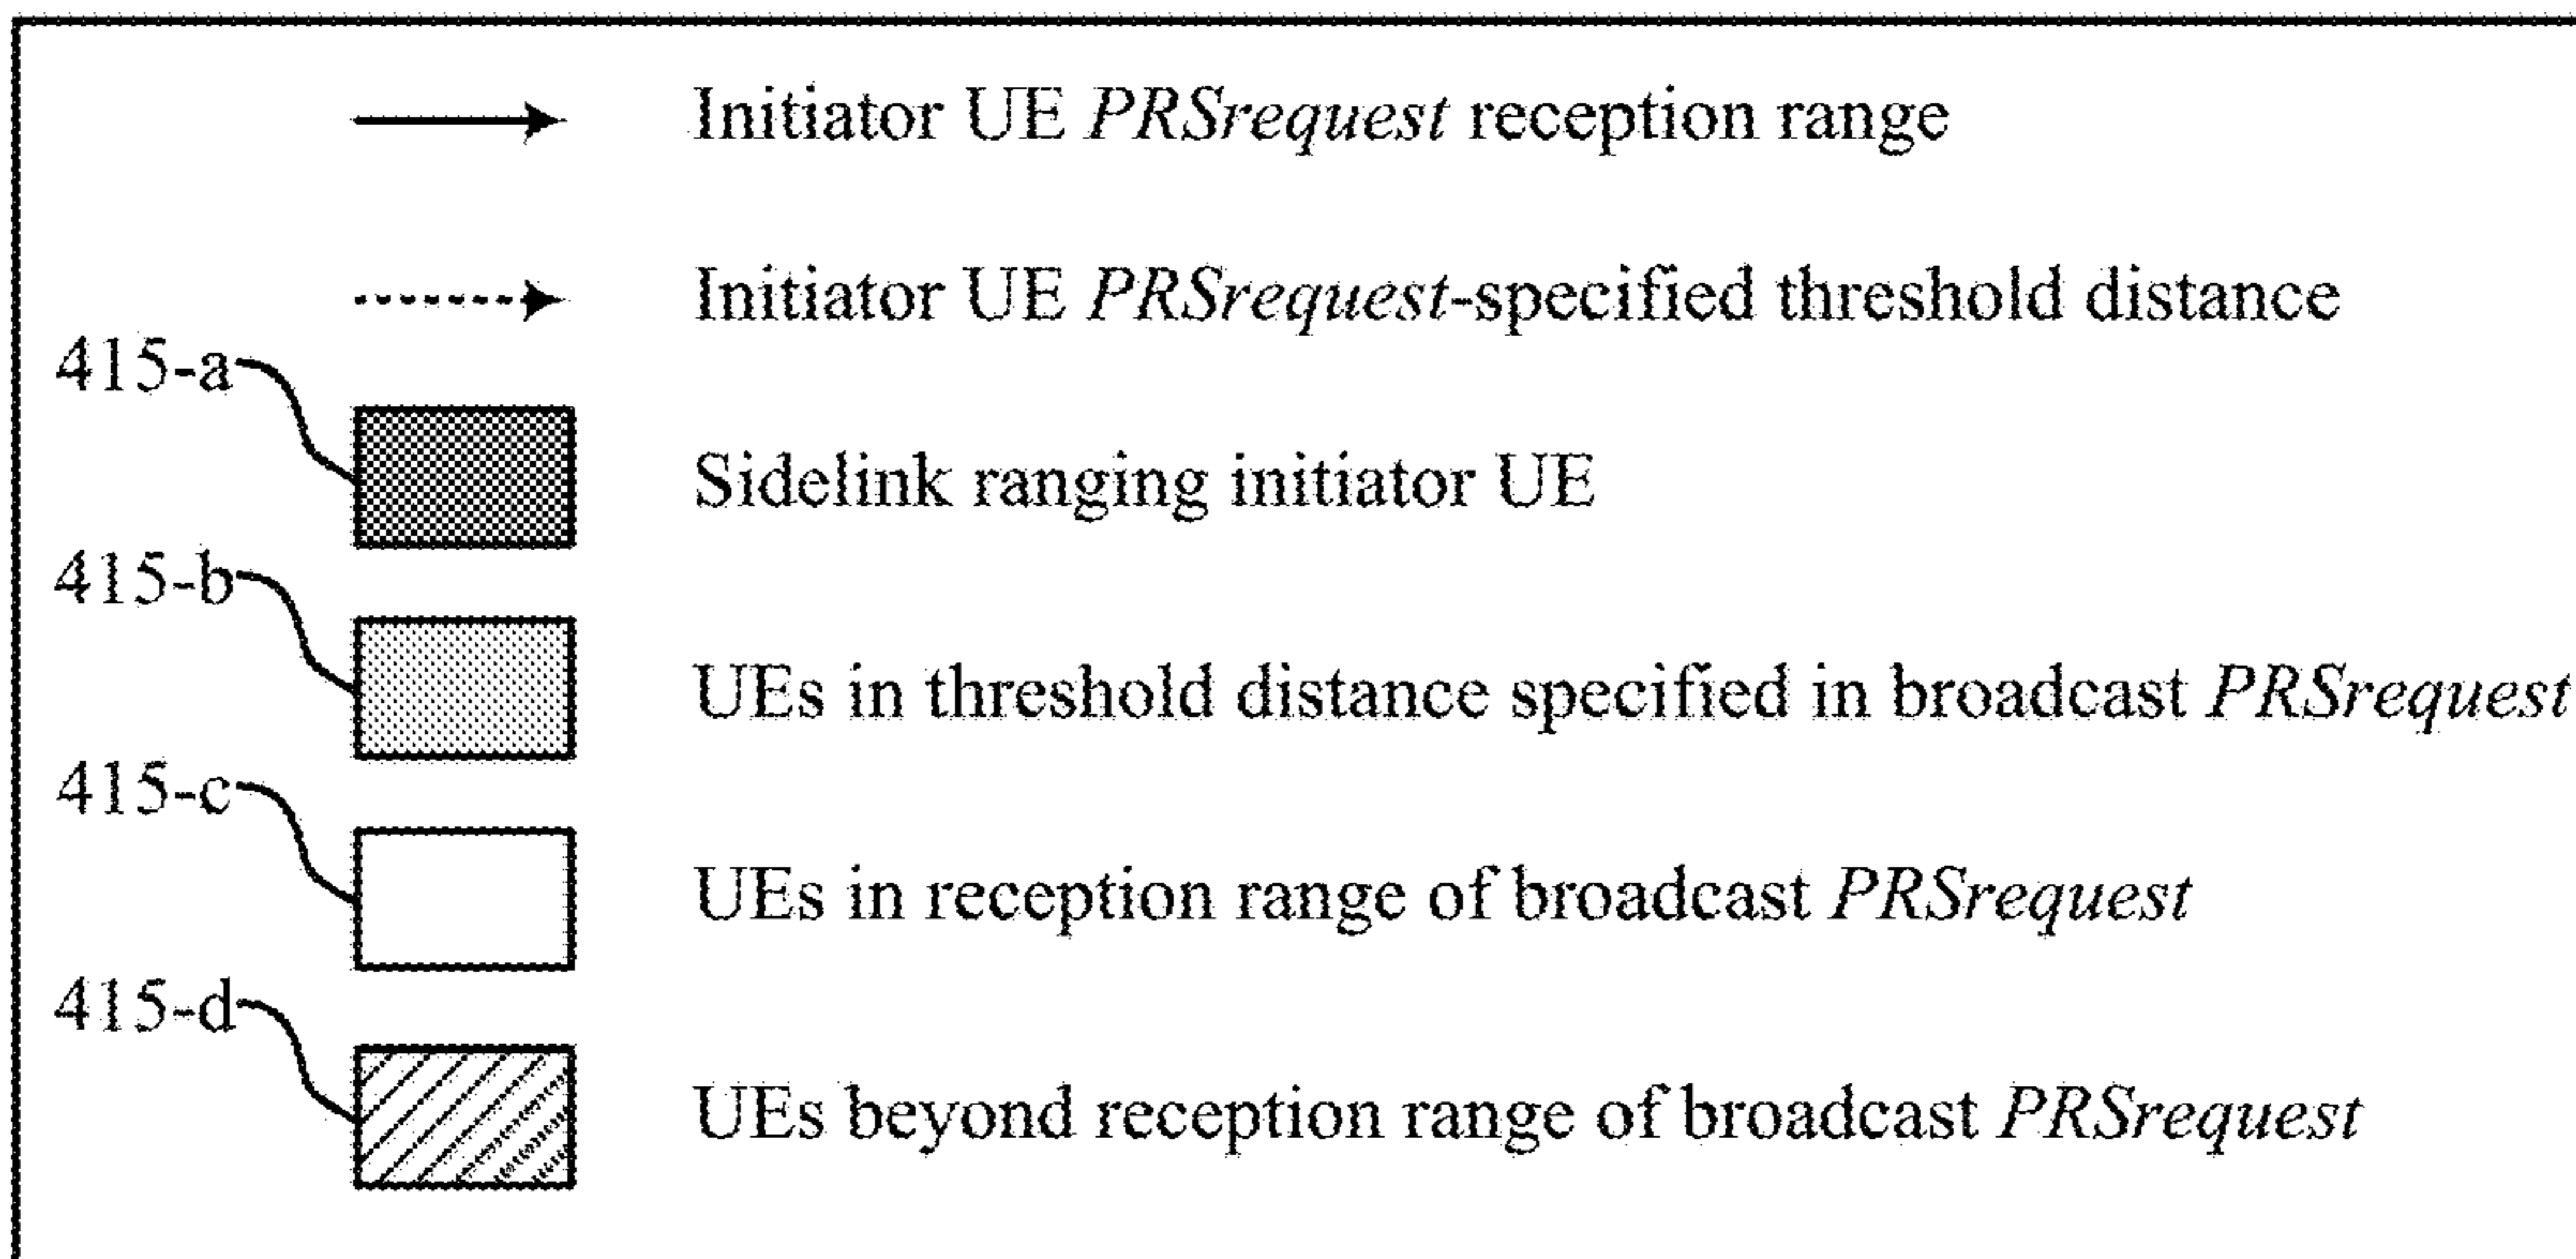 Initiator UE PRSrequest reception range
Initiator UE PRSrequest-specified threshold distance
415-a
Sidelink ranging initiator UE
415-b
UEs in threshold distance specified in broadcast PRSrequest
415-c
UEs in reception range of broadcast PRSrequest
415-d
UEs beyond reception range of broadcast PRSrequest